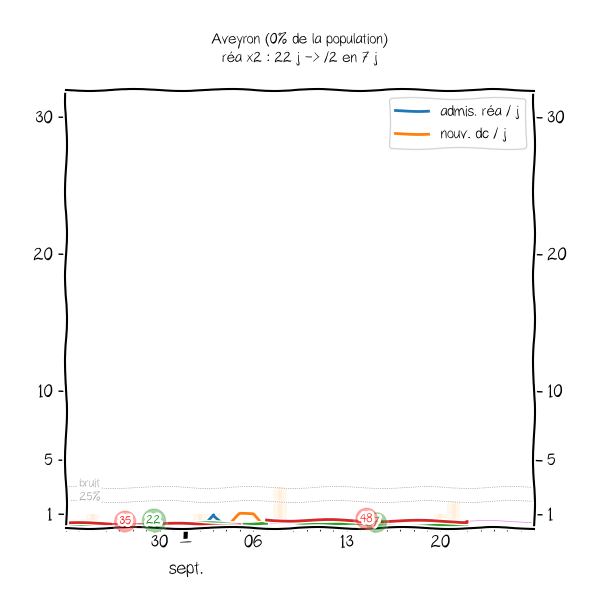 Aveyron (0% de la population)
réa x2 : 22 j -> /2 en 7 j
admis. réa / j
nouv. dc / j
30 30
20 20
10 10
5 5
bruit
25%
1 1
35 22 48
30 1 06 13 20
sept.